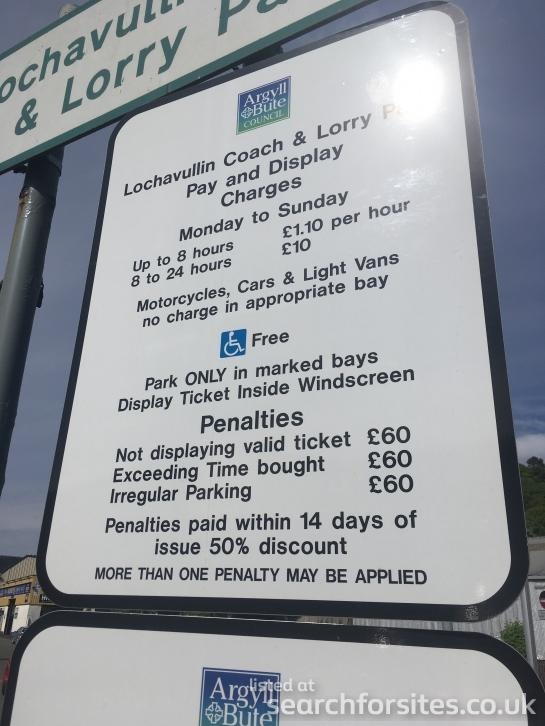 Lochavullin
& Lorry Pa
Argyll
& Bute
COUNCIL
Lochavullin Coach & Lorry P
Pay and Display
Charges
Monday to Sunday
Up to 8 hours £1.10 per hour
8 to 24 hours £10
Motorcycles, Cars & Light Vans
no charge in appropriate bay
Free
Park ONLY in marked bays
Display Ticket Inside Windscreen
Penalties
Not displaying valid ticket £60
Exceeding Time bought £60
Irregular Parking £60
Penalties paid within 14 days of
issue 50% discount
MORE THAN ONE PENALTY MAY BE APPLIED
Argyll
& Bute
listed at
searchforsites.co.uk